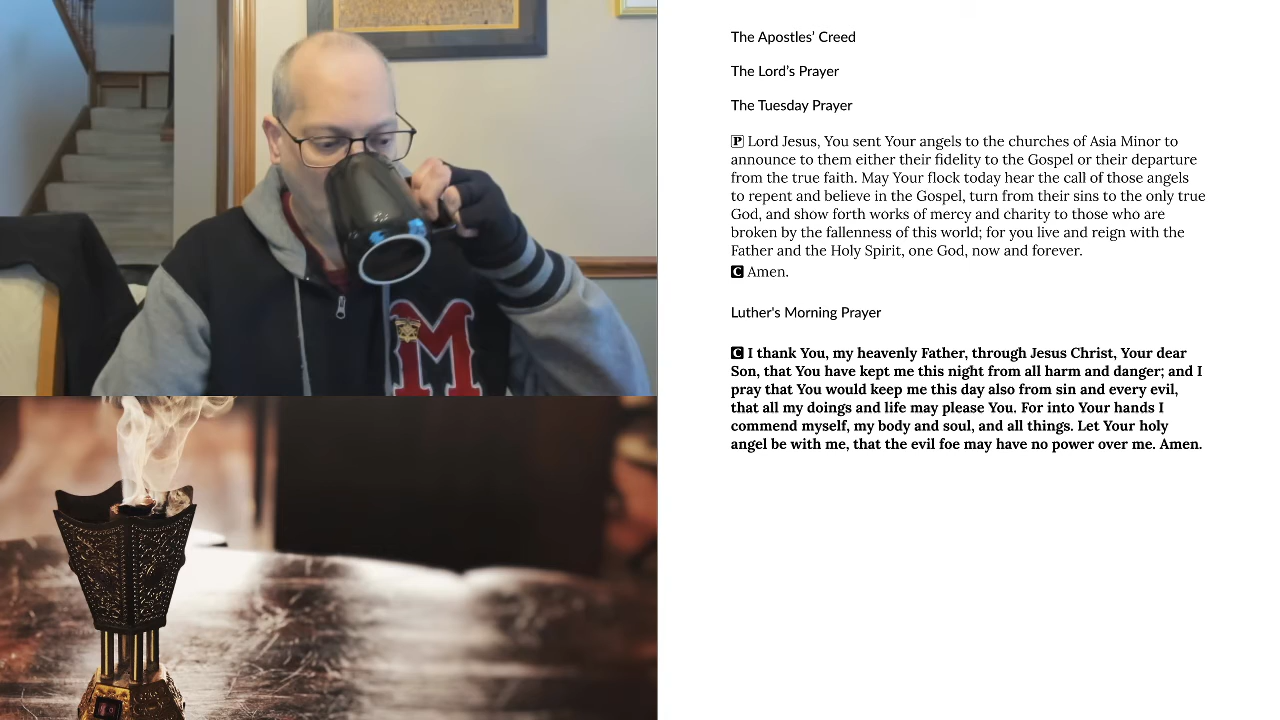 The Apostles’ Creed
The Lord’s Prayer
The Tuesday Prayer
P Lord Jesus, You sent Your angels to the churches of Asia Minor to
announce to them either their fidelity to the Gospel or their departure
from the true faith. May Your flock today hear the call of those angels
to repent and believe in the Gospel, turn from their sins to the only true
God, and show forth works of mercy and charity to those who are
broken by the fallenness of this world; for you live and reign with the
Father and the Holy Spirit, one God, now and forever.
C Amen.
Luther's Morning Prayer
C I thank You, my heavenly Father, through Jesus Christ, Your dear
Son, that You have kept me this night from all harm and danger; and I
pray that You would keep me this day also from sin and every evil,
that all my doings and life may please You. For into Your hands I
commend myself, my body and soul, and all things. Let Your holy
angel be with me, that the evil foe may have no power over me. Amen.
M